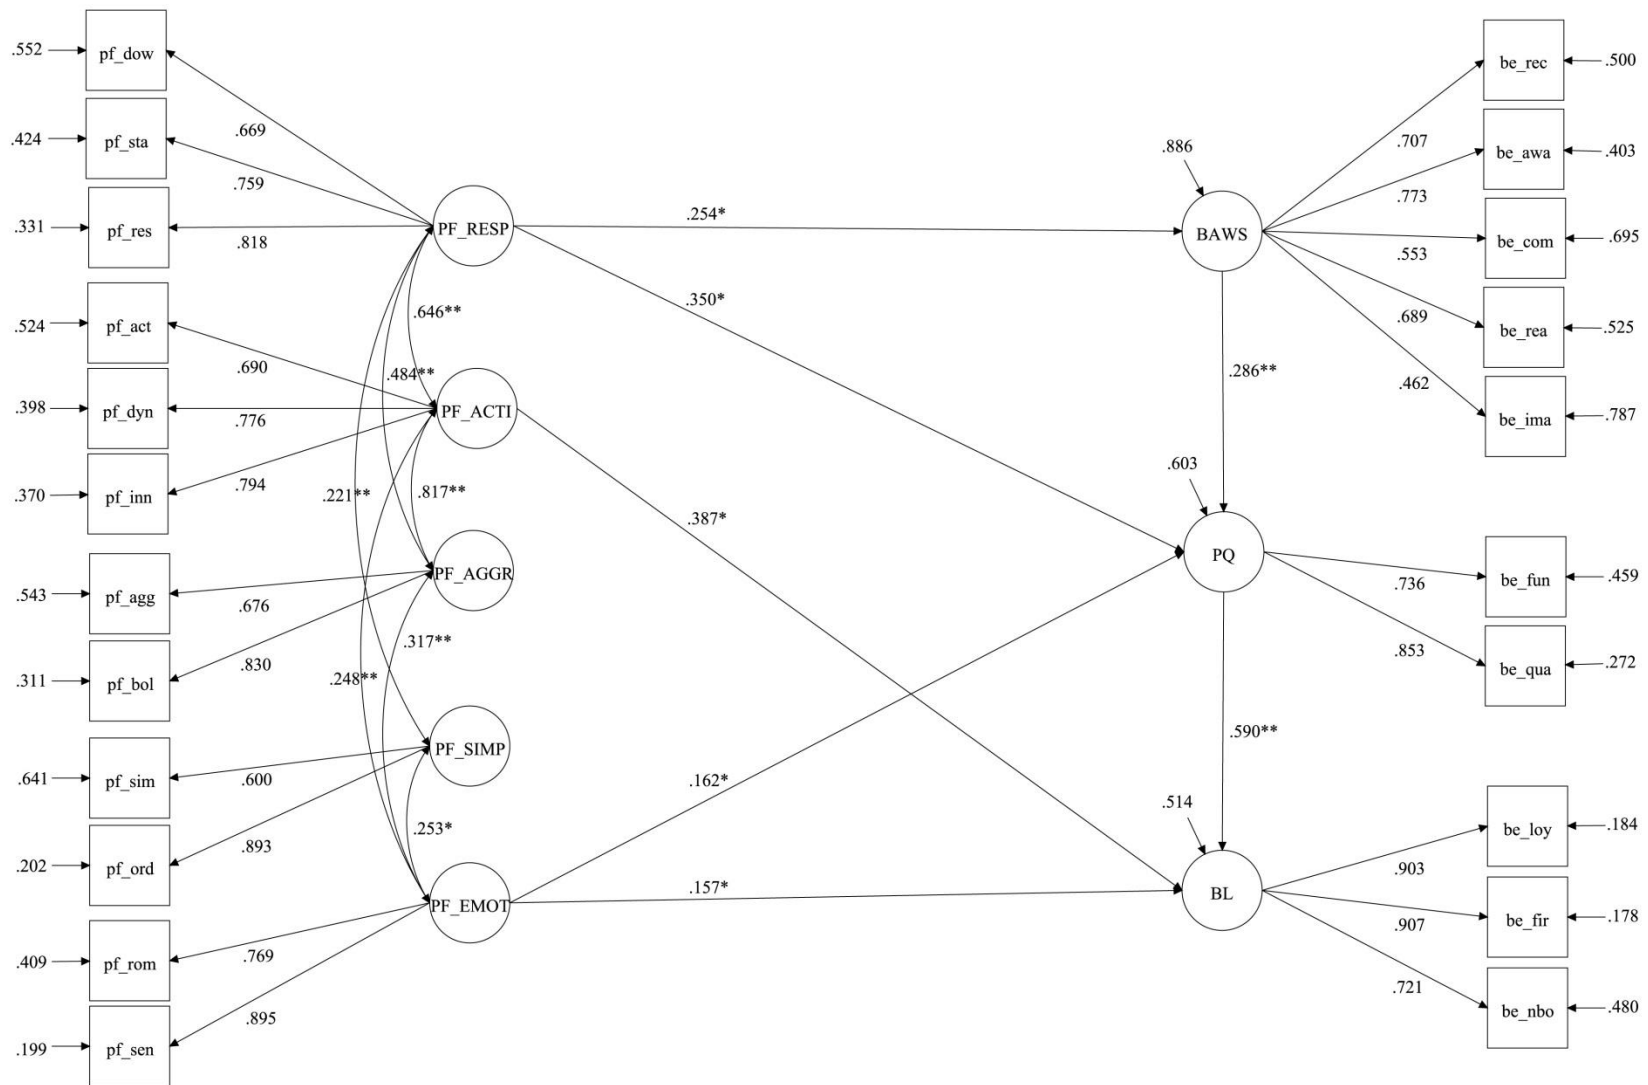 .552
pf_dow
.424
pf_sta
.331
pf_res
.524
pf_act
.398
pf_dyn
.370
pf_inn
.543
pf_agg
.311
pf_bol
.641
pf_sim
.202
pf_ord
.409
pf_rom
.199
pf_sen
.669
.759
.818
.690
.776
.794
.676
.830
.600
.893
.769
.895
PF_RESP
PF_ACTI
PF_AGGR
PF_SIMP
PF_EMOT
.646**
.484**
.221**
.817**
.317**
.248**
.253*
.254*
.350*
.387*
.162*
.157*
.886
BAWS
.286**
.603
PQ
.590**
.514
BL
.707
.773
.553
.689
.462
.736
.853
.903
.907
.721
be_rec
.500
be_awa
.403
be_com
.695
be_rea
.525
be_ima
.787
be_fun
.459
be_qua
.272
be_loy
.184
be_fir
.178
be_nbo
.480